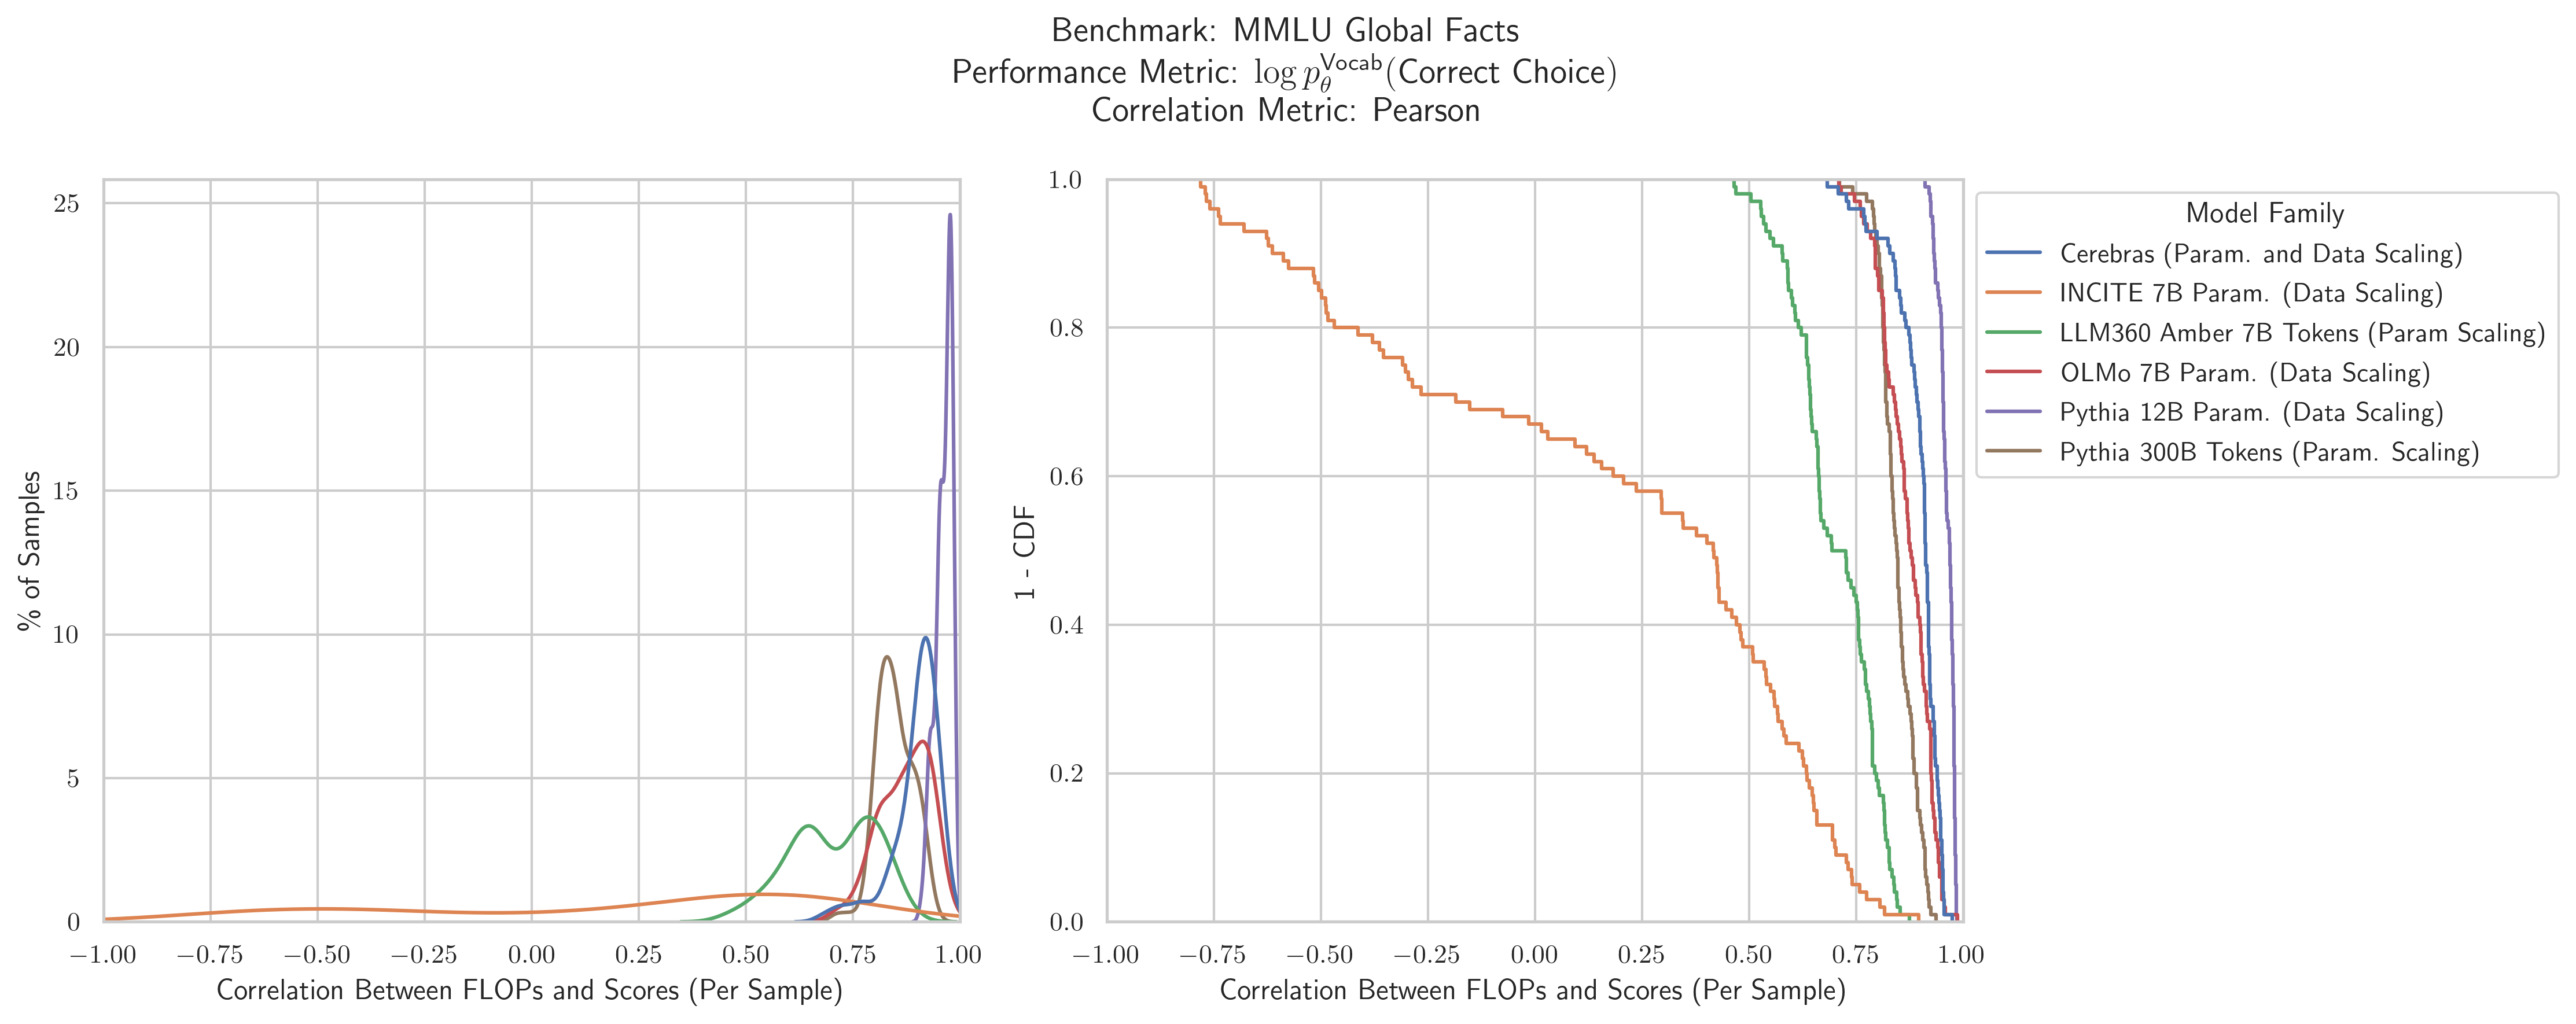 Benchmark: MMLU Global Facts
Performance Metric: log p_θ^Vocab(Correct Choice)
Correlation Metric: Pearson
% of Samples
25
20
15
10
5
0
−1.00 −0.75 −0.50 −0.25 0.00 0.25 0.50 0.75 1.00
Correlation Between FLOPs and Scores (Per Sample)
1 - CDF
1.0
0.8
0.6
0.4
0.2
0.0
−1.00 −0.75 −0.50 −0.25 0.00 0.25 0.50 0.75 1.00
Correlation Between FLOPs and Scores (Per Sample)
Model Family
Cerebras (Param. and Data Scaling)
INCITE 7B Param. (Data Scaling)
LLM360 Amber 7B Tokens (Param Scaling)
OLMo 7B Param. (Data Scaling)
Pythia 12B Param. (Data Scaling)
Pythia 300B Tokens (Param. Scaling)